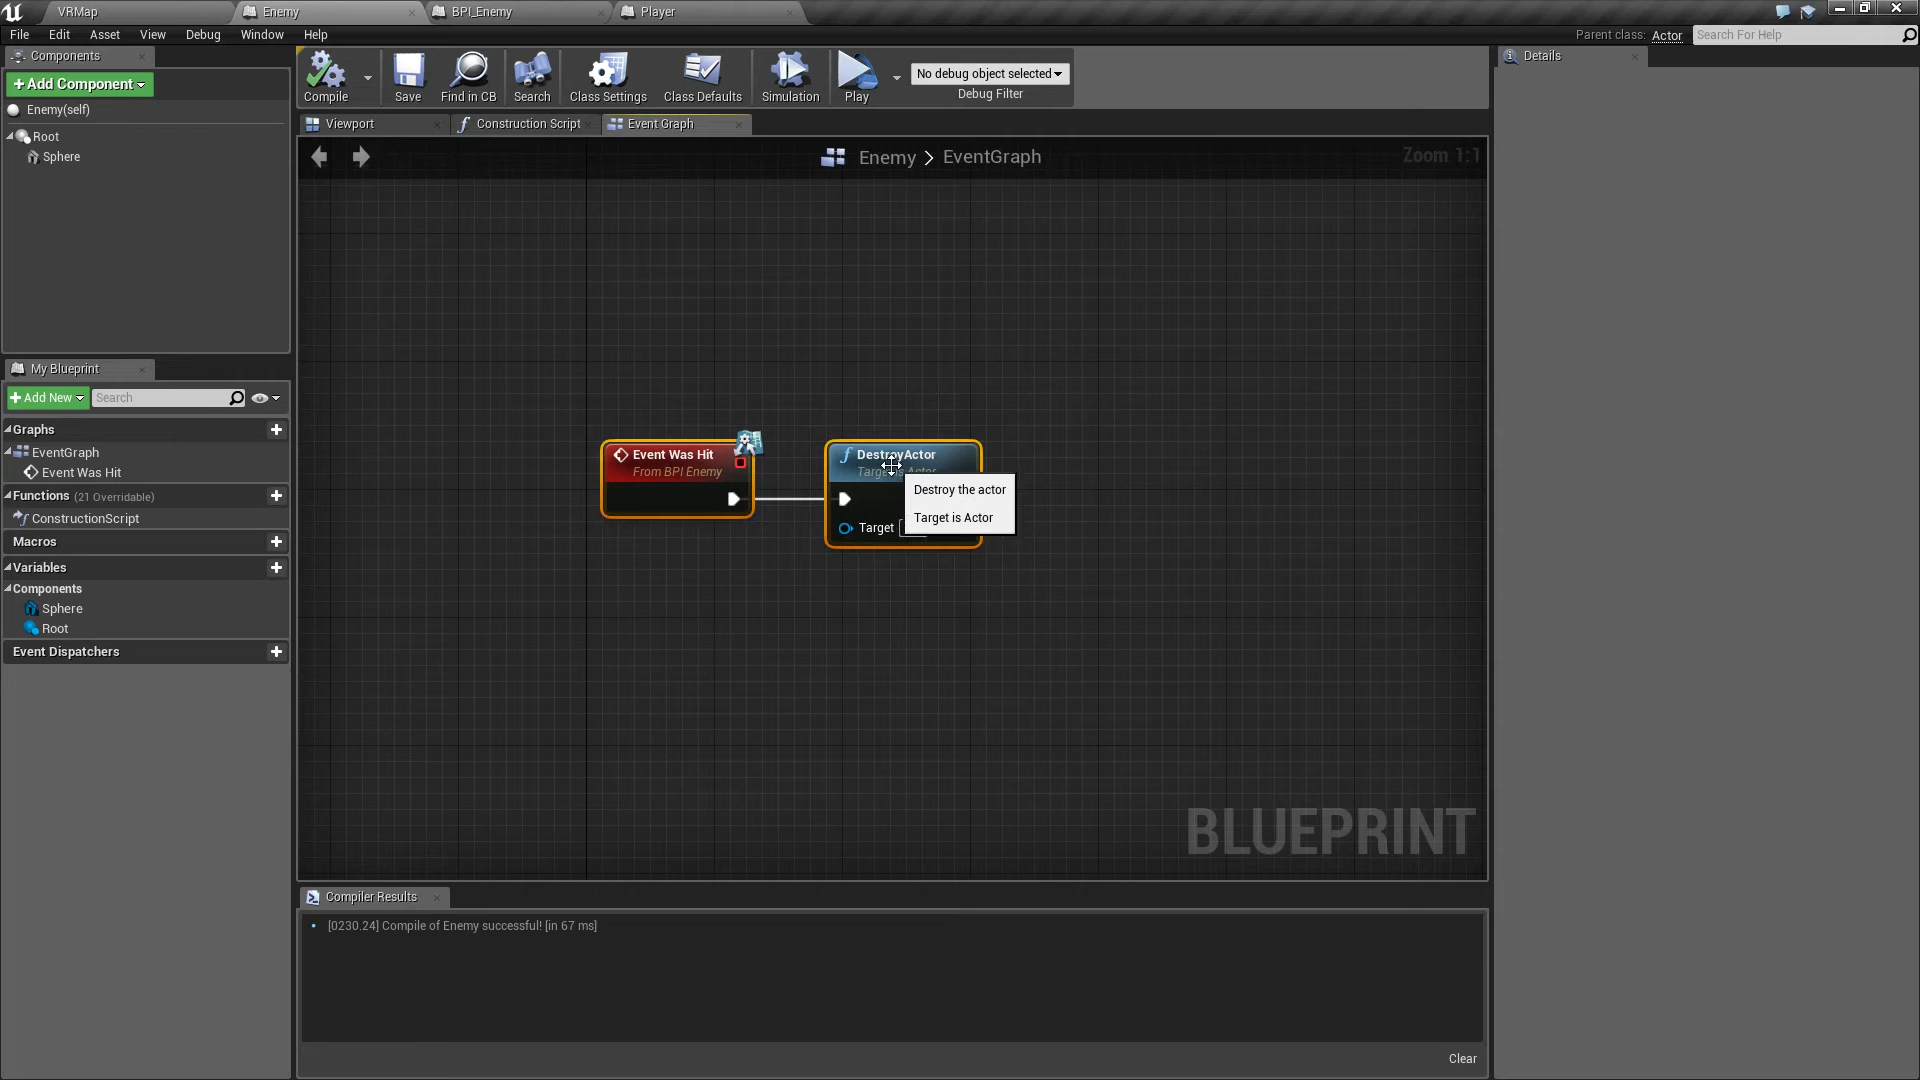 VRMap
Enemy
BPI_Enemy
Player
File Edit Asset View Debug Window Help
Parent class: Actor
Search For Help
Components
+ Add Component
Enemy(self)
Root
Sphere
My Blueprint
+ Add New
Search
Graphs
EventGraph
Event Was Hit
Functions (21 Overridable)
ConstructionScript
Macros
Variables
Components
Sphere
Root
Event Dispatchers
Compile
Save
Find in CB
Search
Class Settings
Class Defaults
Simulation
Play
No debug object selected
Debug Filter
Viewport
Construction Script
Event Graph
Enemy > EventGraph
Zoom 1:1
Event Was Hit
From BPI Enemy
DestroyActor
Target is Actor
Target
Destroy the actor
Target is Actor
BLUEPRINT
Compiler Results
[0230.24] Compile of Enemy successful! [in 67 ms]
Clear
Details